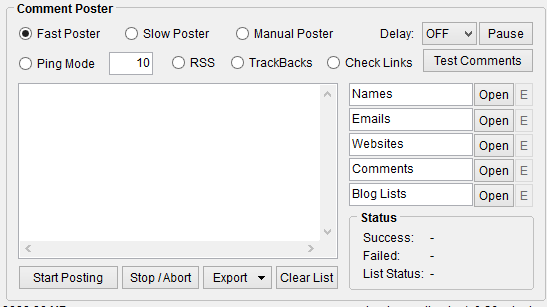 Comment Poster
Fast Poster Slow Poster Manual Poster Delay: OFF Pause
Ping Mode 10 RSS TrackBacks Check Links Test Comments
Names Open E
Emails Open E
Websites Open E
Comments Open E
Blog Lists Open E
Status
Success: -
Failed: -
List Status: -
Start Posting Stop / Abort Export Clear List